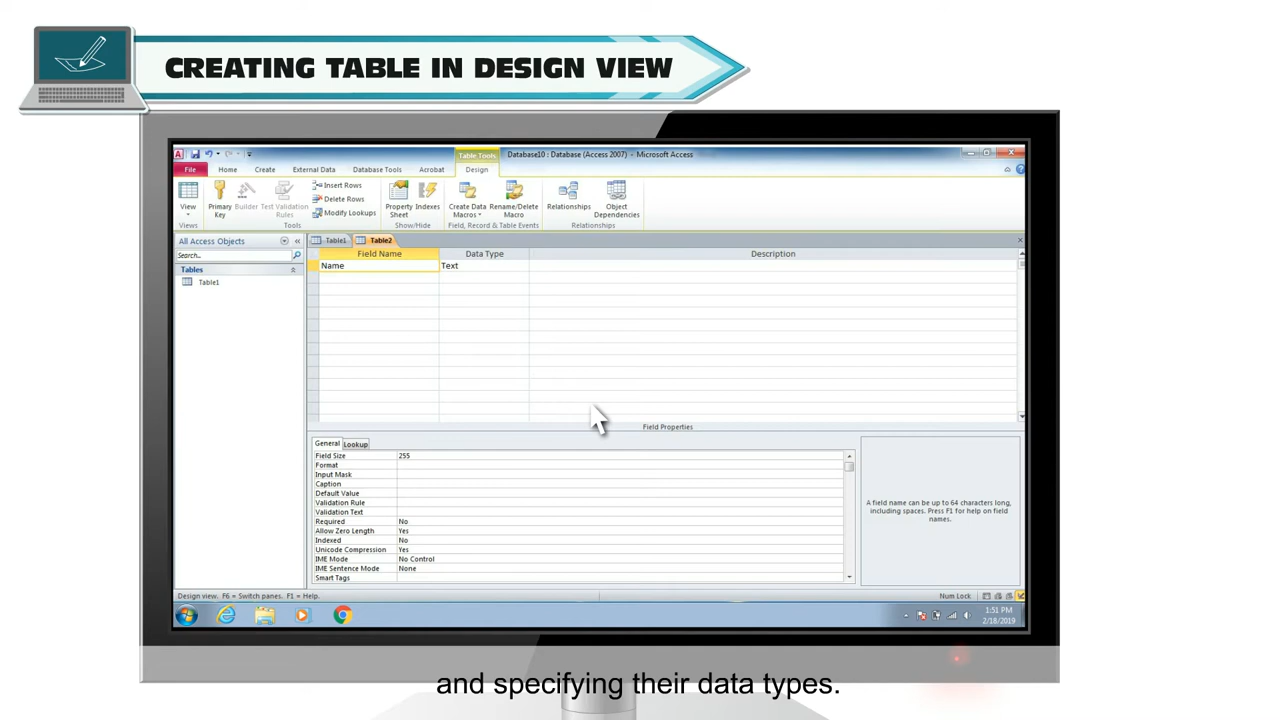 CREATING TABLE IN DESIGN VIEW
Table Tools
Database10 : Database (Access 2007) – Microsoft Access
File Home Create External Data Database Tools Acrobat Design
View
Primary Key
Builder
Test Validation Rules
Insert Rows
Delete Rows
Modify Lookups
Property Sheet
Indexes
Create Data Macros
Rename/Delete Macro
Relationships
Object Dependencies
Views Tools Show/Hide Field, Record & Table Events Relationships
All Access Objects
Search...
Tables
Table1
Table1 Table2
Field Name Data Type Description
Name Text
Field Properties
General Lookup
Field Size 255
Format
Input Mask
Caption
Default Value
Validation Rule
Validation Text
Required No
Allow Zero Length Yes
Indexed No
Unicode Compression Yes
IME Mode No Control
IME Sentence Mode None
Smart Tags
A field name can be up to 64 characters long,
including spaces. Press F1 for help on field
names.
Design view. F6 = Switch panes. F1 = Help.
Num Lock
1:51 PM
2/18/2019
and specifying their data types.